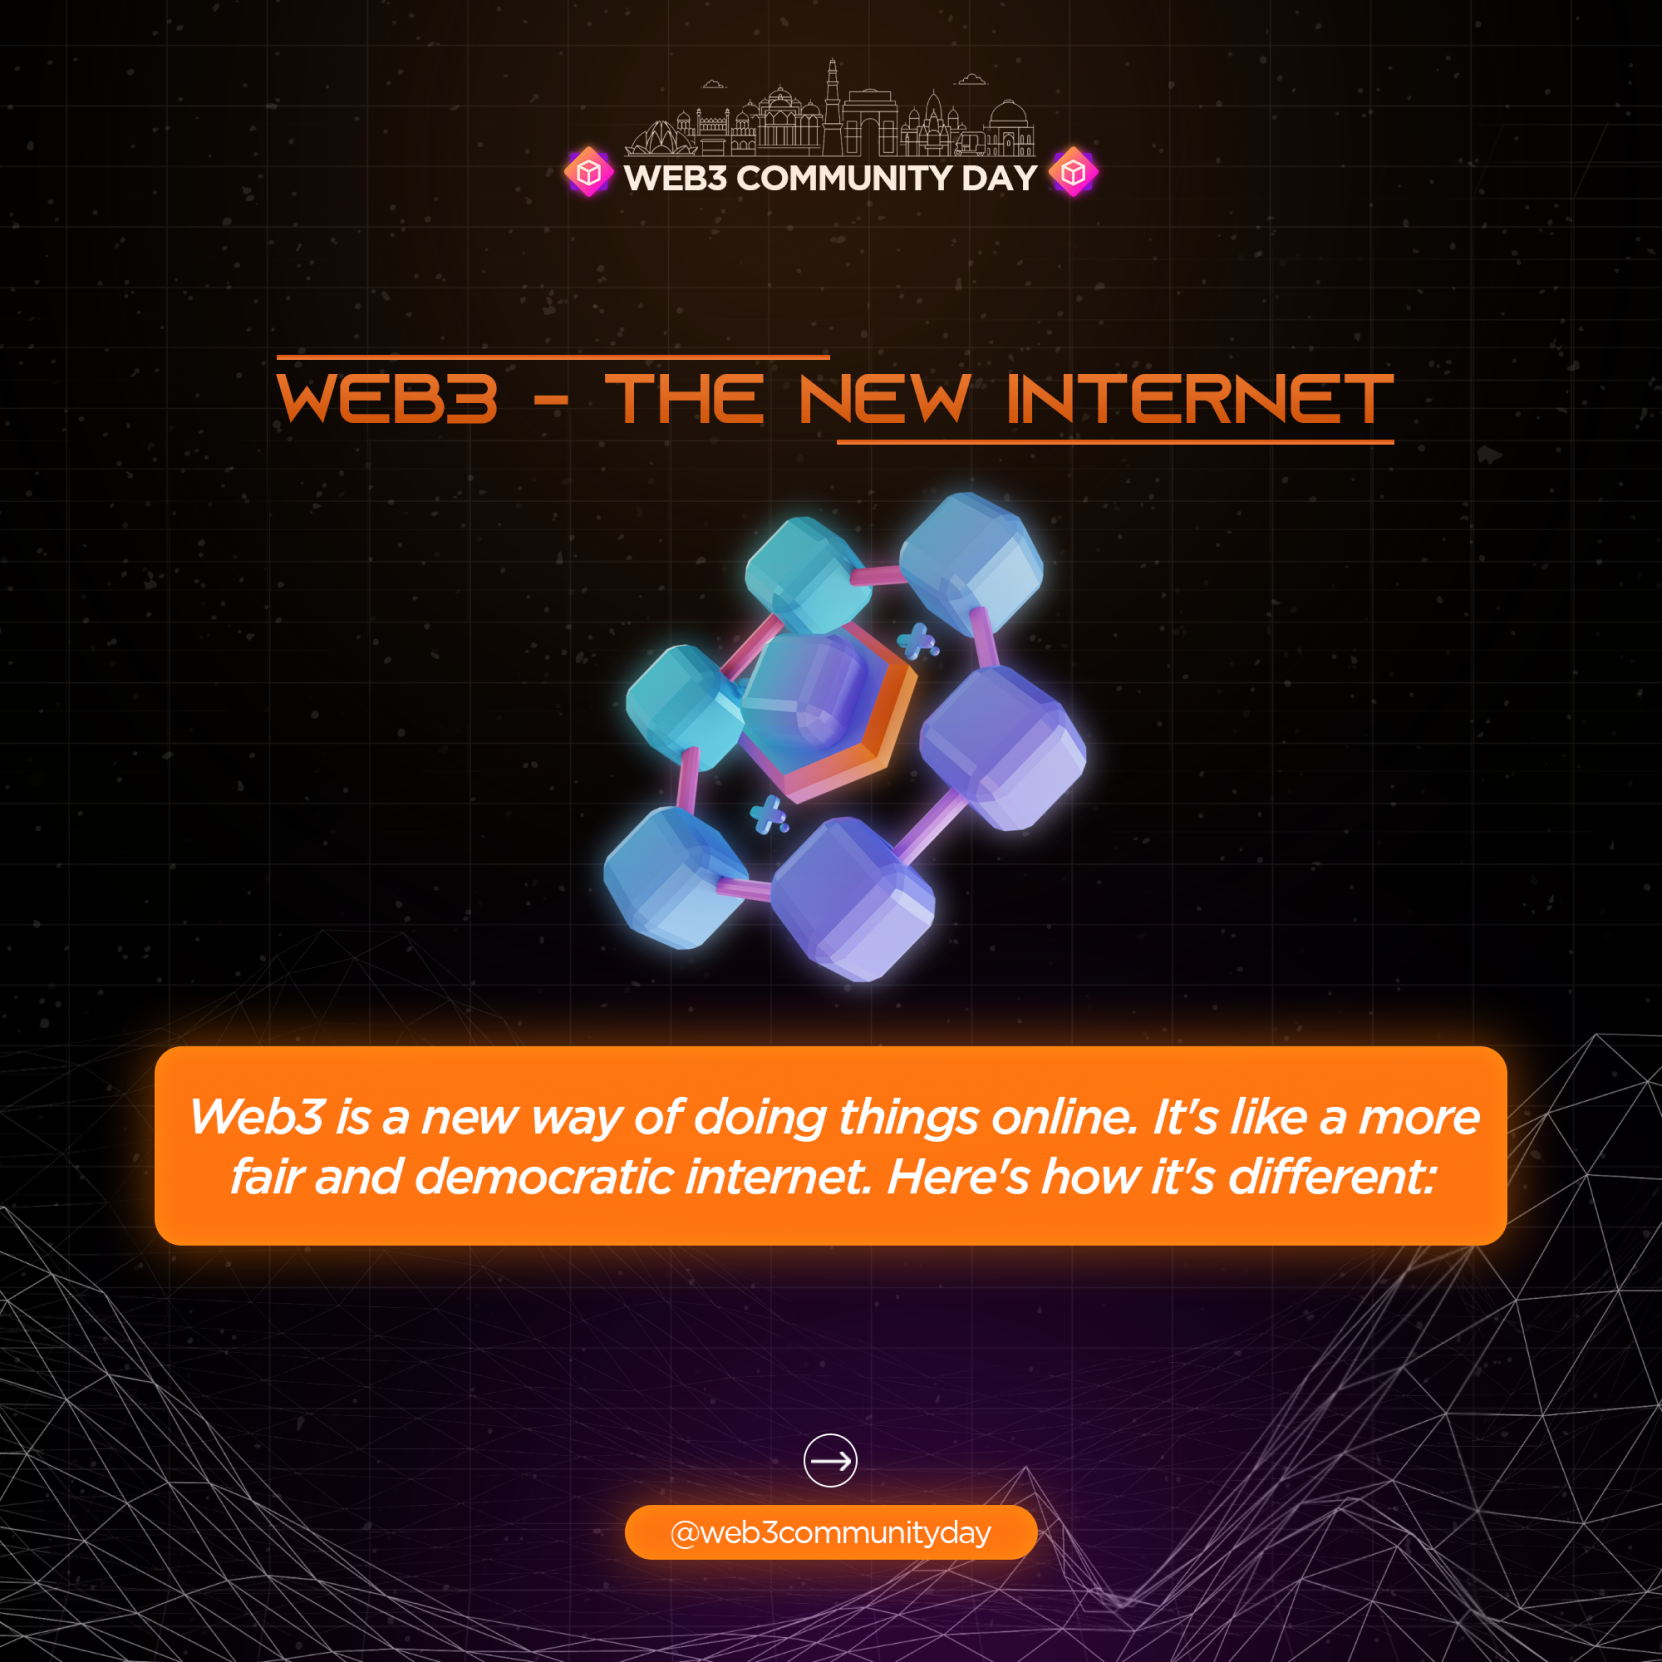 WEB3 COMMUNITY DAY
WEB3 - THE NEW INTERNET
Web3 is a new way of doing things online. It's like a more
fair and democratic internet. Here's how it's different:
@web3communityday